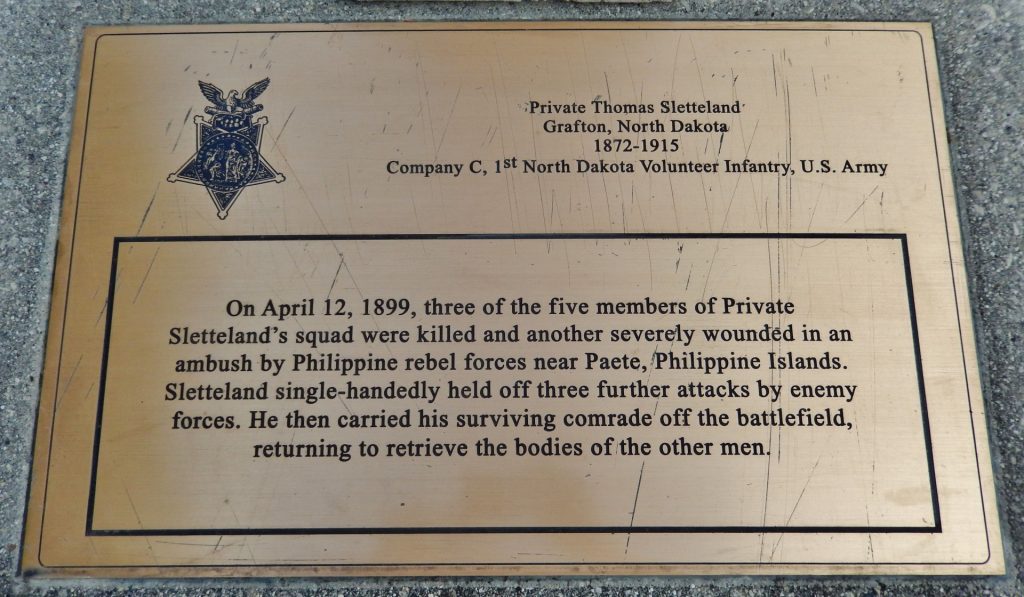 Private Thomas Sletteland
Grafton, North Dakota
1872-1915
Company C, 1st North Dakota Volunteer Infantry, U.S. Army
On April 12, 1899, three of the five members of Private
Sletteland's squad were killed and another severely wounded in an
ambush by Philippine rebel forces near Paete, Philippine Islands.
Sletteland single-handedly held off three further attacks by enemy
forces. He then carried his surviving comrade off the battlefield,
returning to retrieve the bodies of the other men.